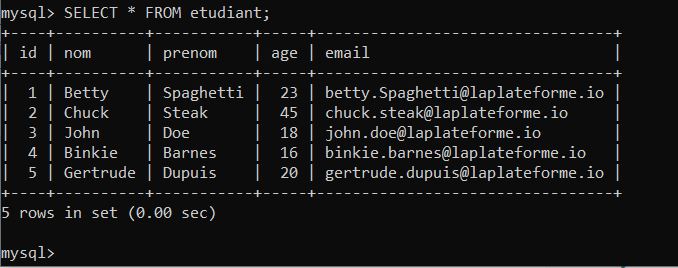 mysql> SELECT * FROM etudiant;
+----+----------+-----------+-----+--------------------------------+
| id | nom      | prenom    | age | email                          |
+----+----------+-----------+-----+--------------------------------+
|  1 | Betty    | Spaghetti |  23 | betty.Spaghetti@laplateforme.io |
|  2 | Chuck    | Steak     |  45 | chuck.steak@laplateforme.io    |
|  3 | John     | Doe       |  18 | john.doe@laplateforme.io       |
|  4 | Binkie   | Barnes    |  16 | binkie.barnes@laplateforme.io  |
|  5 | Gertrude | Dupuis    |  20 | gertrude.dupuis@laplateforme.io |
+----+----------+-----------+-----+--------------------------------+
5 rows in set (0.00 sec)
mysql>